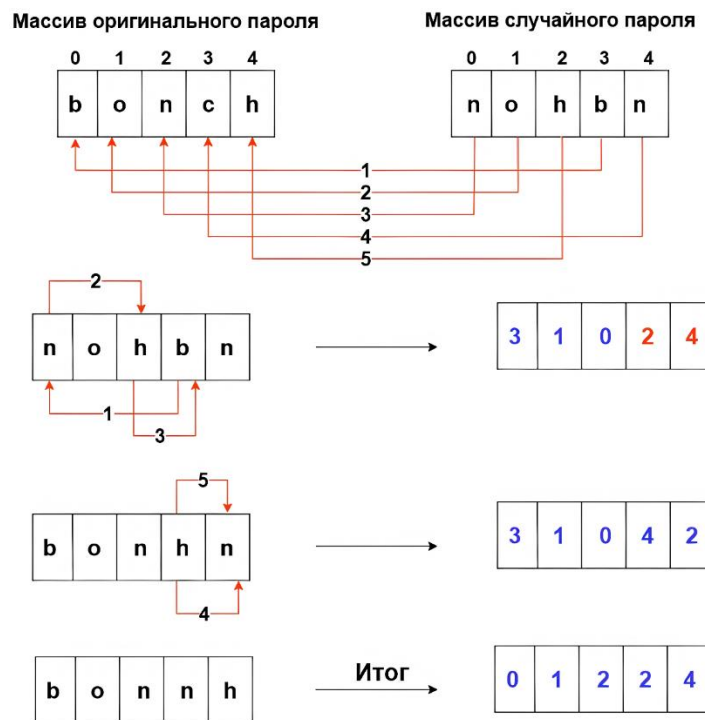 Массив оригинального пароля
Массив случайного пароля
0 1 2 3 4
0 1 2 3 4
b o n c h
n o h b n
1
2
3
4
5
2
n o h b n
3 1 0 2 4
1
3
5
b o n h n
3 1 0 4 2
4
Итог
b o n n h
0 1 2 2 4